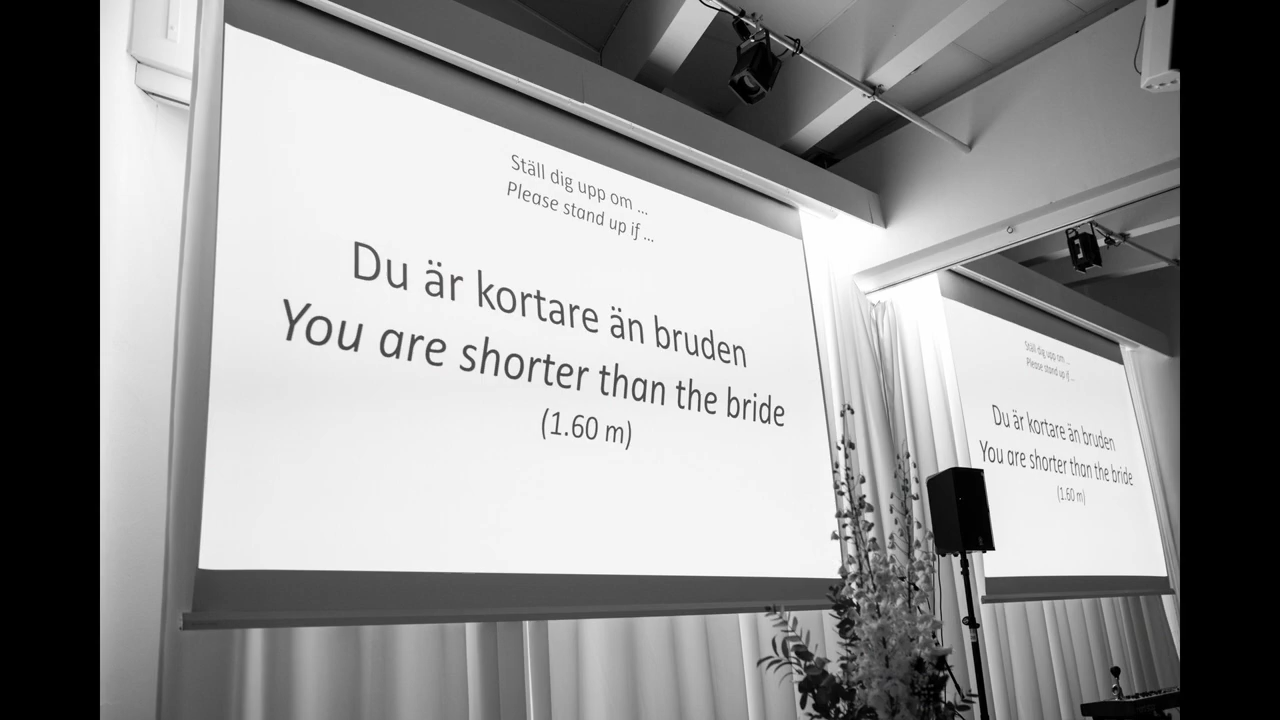 Ställ dig upp om ...
Please stand up if ...
Du är kortare än bruden
You are shorter than the bride
(1.60 m)
Ställ dig upp om ...
Please stand up if ...
Du är kortare än bruden
You are shorter than the bride
(1.60 m)